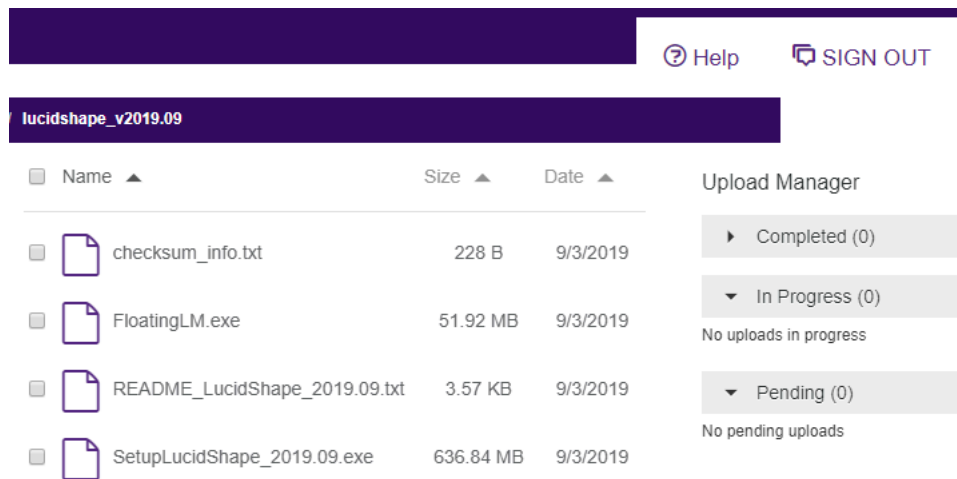 Help SIGN OUT
/ lucidshape_v2019.09
Name Size Date
Upload Manager
Completed (0)
checksum_info.txt 228 B 9/3/2019
In Progress (0)
FloatingLM.exe 51.92 MB 9/3/2019
No uploads in progress
README_LucidShape_2019.09.txt 3.57 KB 9/3/2019
Pending (0)
No pending uploads
SetupLucidShape_2019.09.exe 636.84 MB 9/3/2019